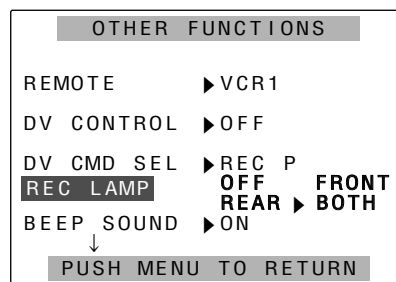 OTHER FUNCTIONS
REMOTE ▶VCR1
DV CONTROL ▶OFF
DV CMD SEL ▶REC P
REC LAMP OFF FRONT
REAR ▶ BOTH
BEEP SOUND ▶ON
↓
PUSH MENU TO RETURN